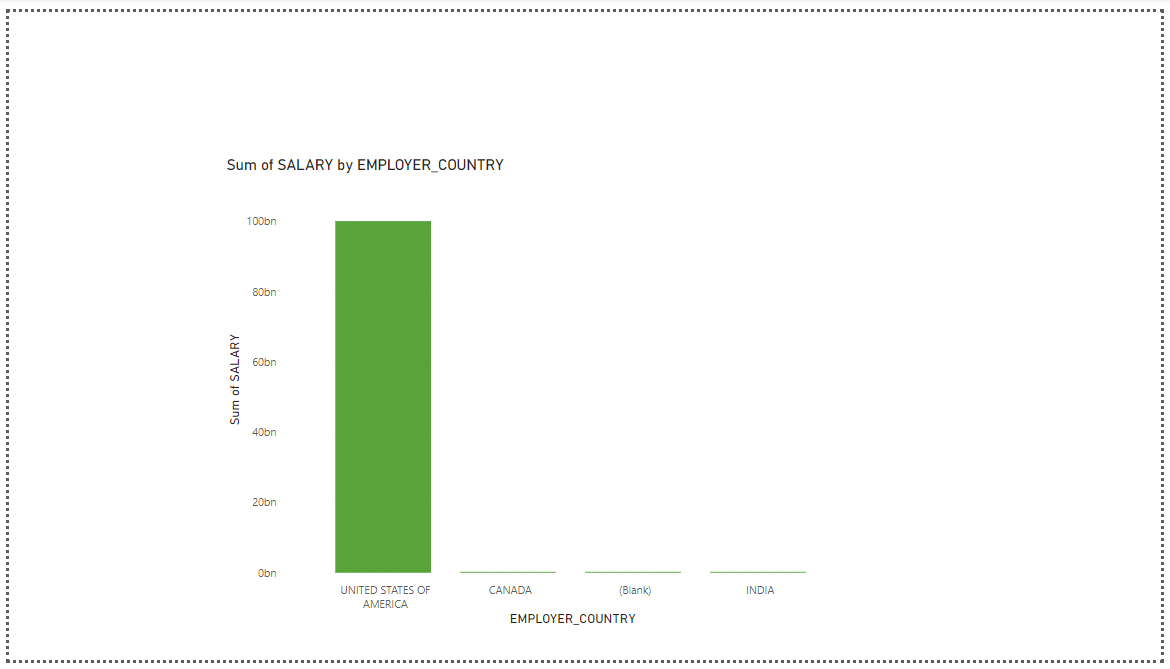 Sum of SALARY by EMPLOYER_COUNTRY
100bn
80bn
60bn
40bn
20bn
0bn
Sum of SALARY
UNITED STATES OF
AMERICA
CANADA
(Blank)
INDIA
EMPLOYER_COUNTRY